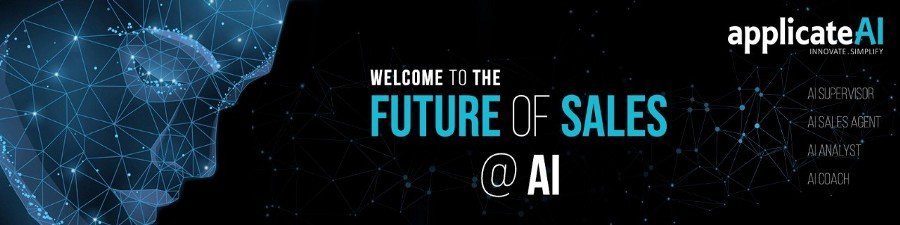 applicateAI
INNOVATE. SIMPLIFY
WELCOME TO THE
FUTURE OF SALES
@ AI
AI SUPERVISOR
AI SALES AGENT
AI ANALYST
AI COACH